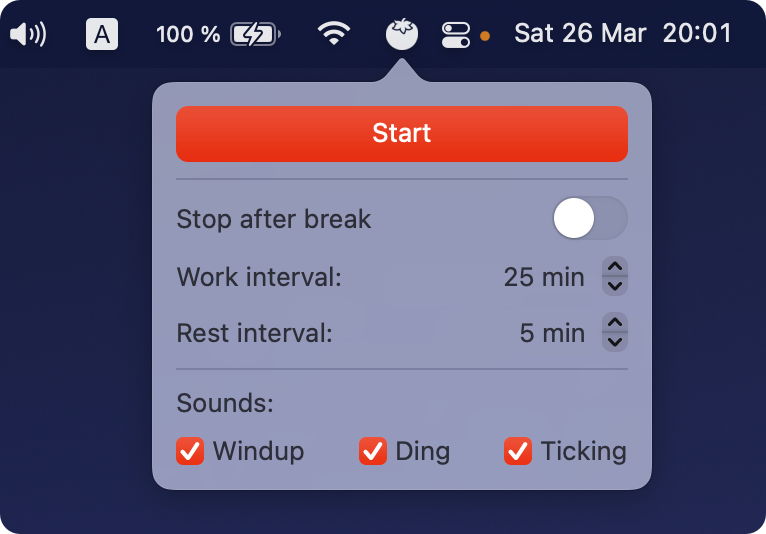 A 100 % Sat 26 Mar 20:01
Start
Stop after break
Work interval: 25 min
Rest interval: 5 min
Sounds:
Windup Ding Ticking